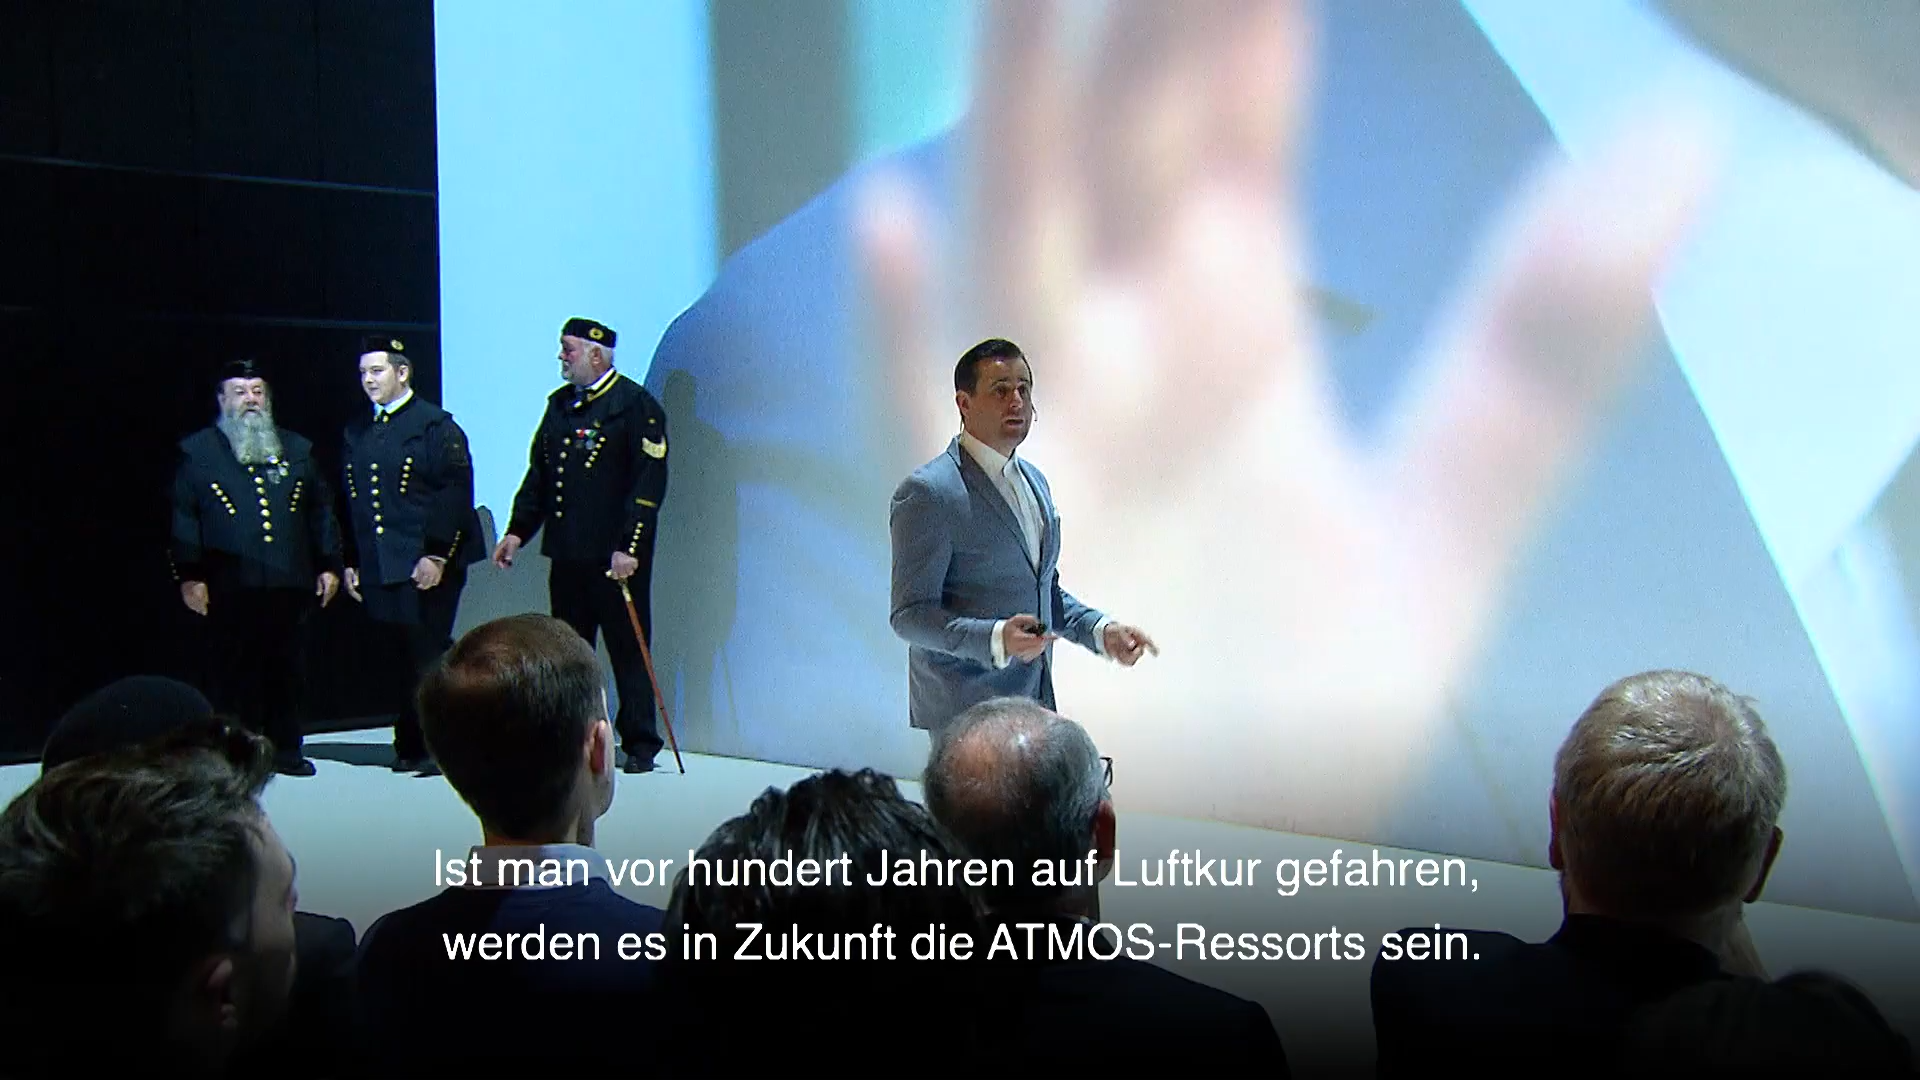 Ist man vor hundert Jahren auf Luftkur gefahren,
werden es in Zukunft die ATMOS-Ressorts sein.